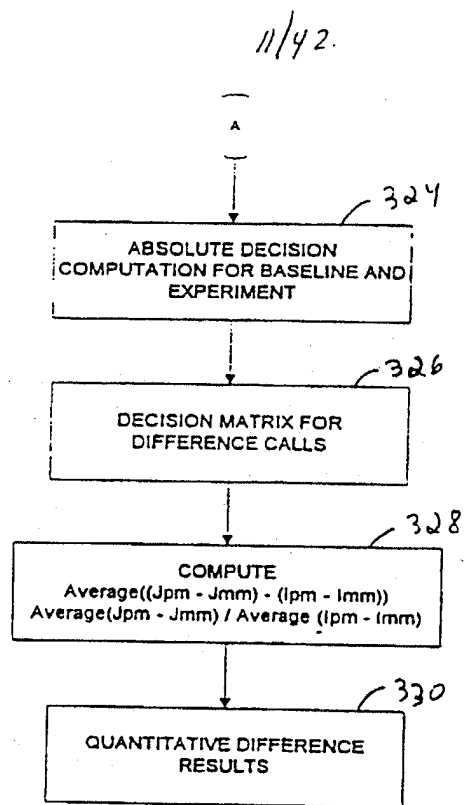 11/42.
A
324
ABSOLUTE DECISION
COMPUTATION FOR BASELINE AND
EXPERIMENT
326
DECISION MATRIX FOR
DIFFERENCE CALLS
328
COMPUTE
Average((Jpm - Jmm) - (Ipm - Imm))
Average(Jpm - Jmm) / Average (Ipm - Imm)
330
QUANTITATIVE DIFFERENCE
RESULTS